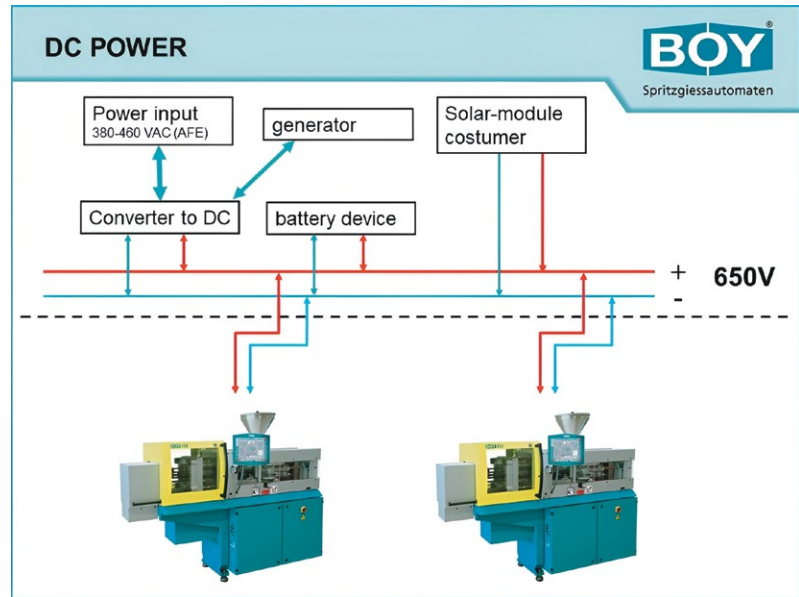 DC POWER
BOY®
Spritzgiessautomaten
Power input
380-460 VAC (AFE)
generator
Solar-module
costumer
Converter to DC
battery device
+
650V
-
BOY